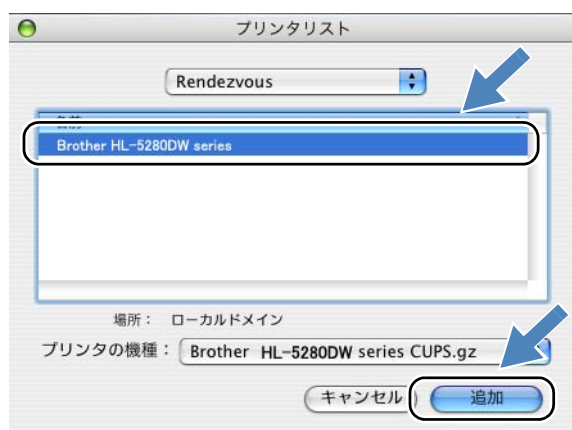 プリンタリスト
Rendezvous
名前
Brother HL-5280DW series
場所： ローカルドメイン
プリンタの機種： Brother HL-5280DW series CUPS.gz
キャンセル 追加